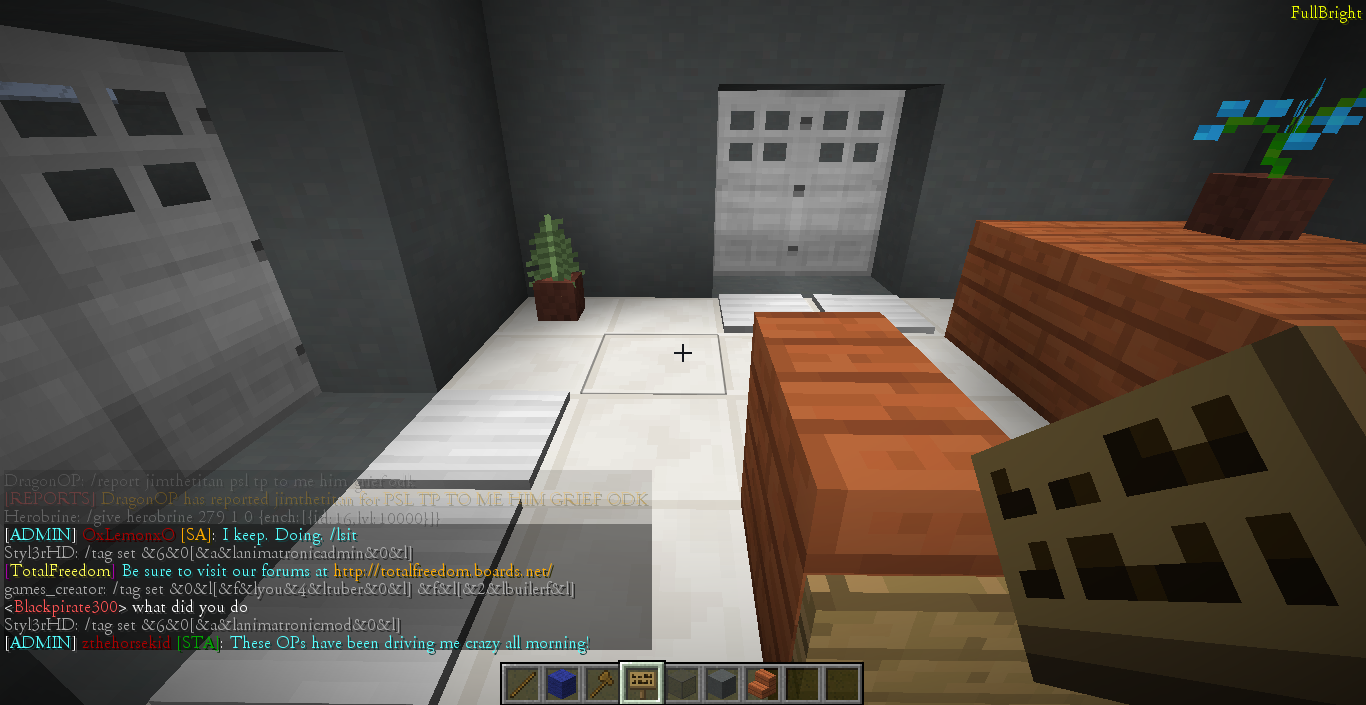 FullBright
DragonOP: /report jimthetitan psl tp to me him grief odk
[REPORTS] DragonOP has reported jimthetitan for PSL TP TO ME HIM GRIEF ODK
Herobrine: /give herobrine 279 1 0 {ench:[{id:16,lvl:10000}]}
[ADMIN] OxLemonxO [SA]: I keep. Doing. /lsit
Styl3rHD: /tag set &6&0[&a&lanimatronicadmin&0&l]
[TotalFreedom] Be sure to visit our forums at http://totalfreedom.boards.net/
games_creator: /tag set &0&l[&f&lyou&4&ltuber&0&l] &f&l[&2&lbuilerf&l]
<Blackpirate300> what did you do
Styl3rHD: /tag set &6&0[&a&lanimatronicmod&0&l]
[ADMIN] zthehorsekid [STA]: These OPs have been driving me crazy all morning!